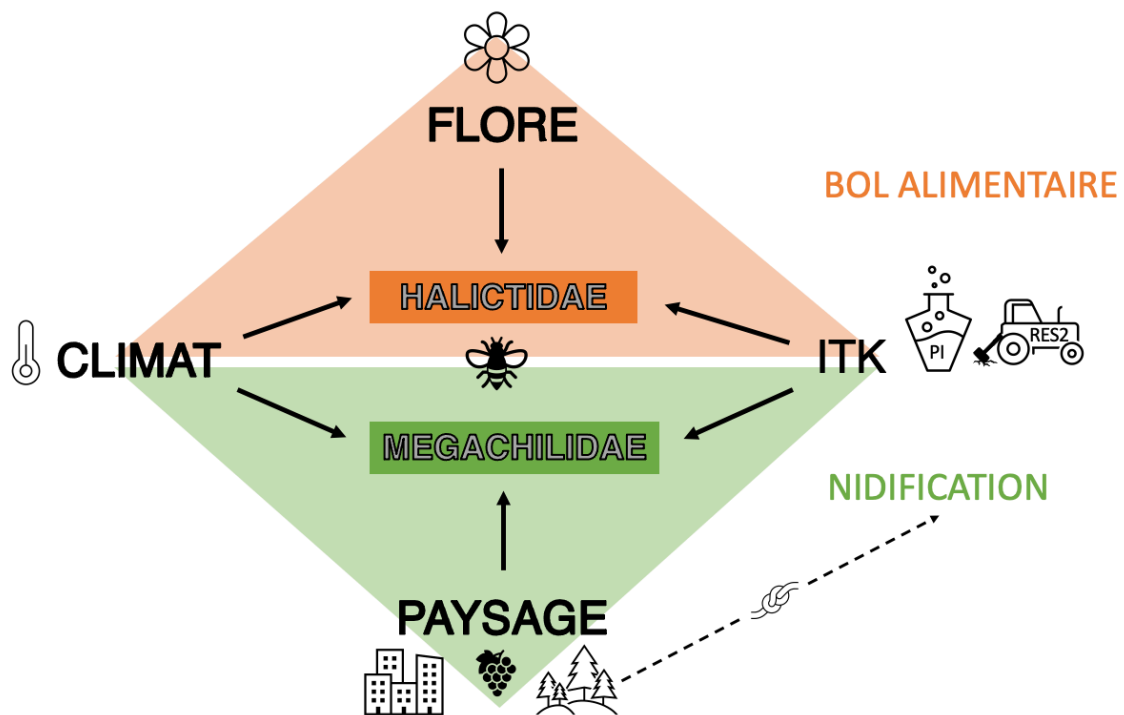 FLORE
BOL ALIMENTAIRE
HALICTIDAE
CLIMAT
ITK
PI
RES2
MEGACHILIDAE
NIDIFICATION
PAYSAGE